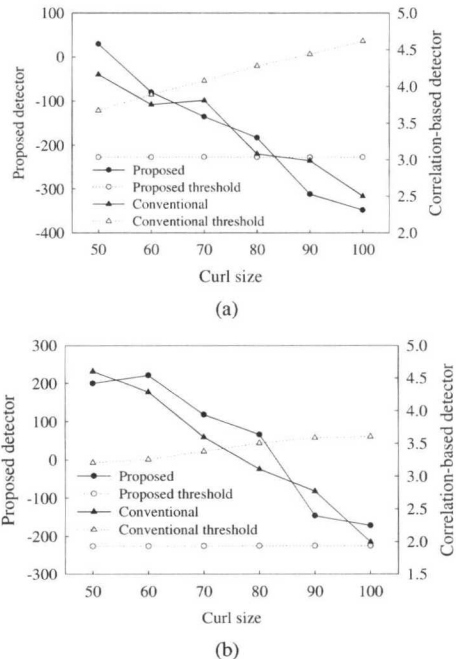 100
0
-100
-200
-300
-400
5.0
4.5
4.0
3.5
3.0
2.5
2.0
Proposed detector
Correlation-based detector
Proposed
Proposed threshold
Conventional
Conventional threshold
50 60 70 80 90 100
Curl size
(a)
300
200
100
0
-100
-200
-300
5.0
4.5
4.0
3.5
3.0
2.5
2.0
1.5
Proposed detector
Correlation-based detector
Proposed
Proposed threshold
Conventional
Conventional threshold
50 60 70 80 90 100
Curl size
(b)